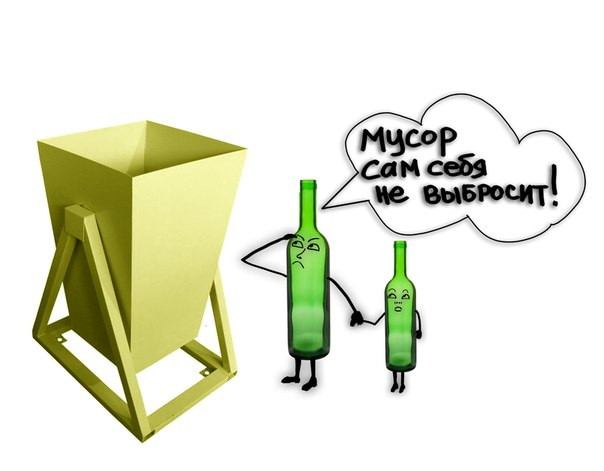 Мусор
сам себя
не выбросит!